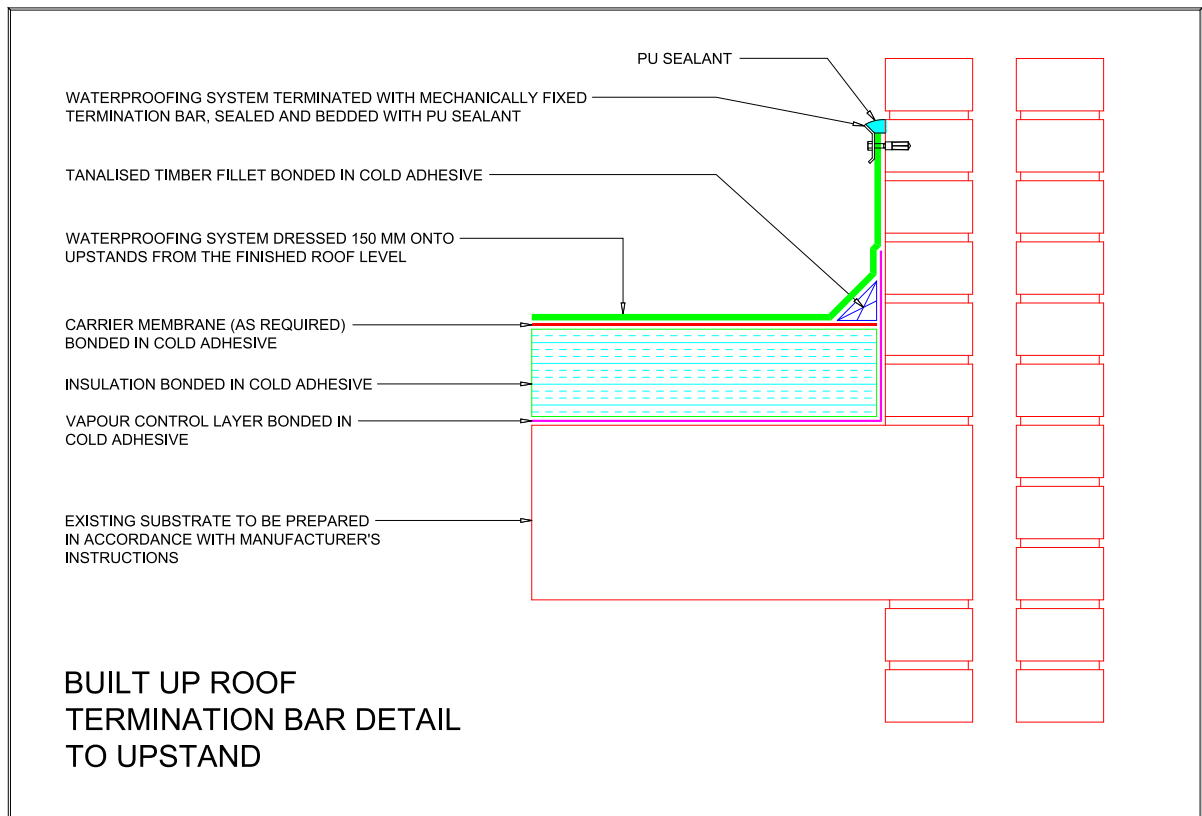 PU SEALANT
WATERPROOFING SYSTEM TERMINATED WITH MECHANICALLY FIXED
TERMINATION BAR, SEALED AND BEDDED WITH PU SEALANT
TANALISED TIMBER FILLET BONDED IN COLD ADHESIVE
WATERPROOFING SYSTEM DRESSED 150 MM ONTO
UPSTANDS FROM THE FINISHED ROOF LEVEL
CARRIER MEMBRANE (AS REQUIRED)
BONDED IN COLD ADHESIVE
INSULATION BONDED IN COLD ADHESIVE
VAPOUR CONTROL LAYER BONDED IN
COLD ADHESIVE
EXISTING SUBSTRATE TO BE PREPARED
IN ACCORDANCE WITH MANUFACTURER'S
INSTRUCTIONS
BUILT UP ROOF
TERMINATION BAR DETAIL
TO UPSTAND